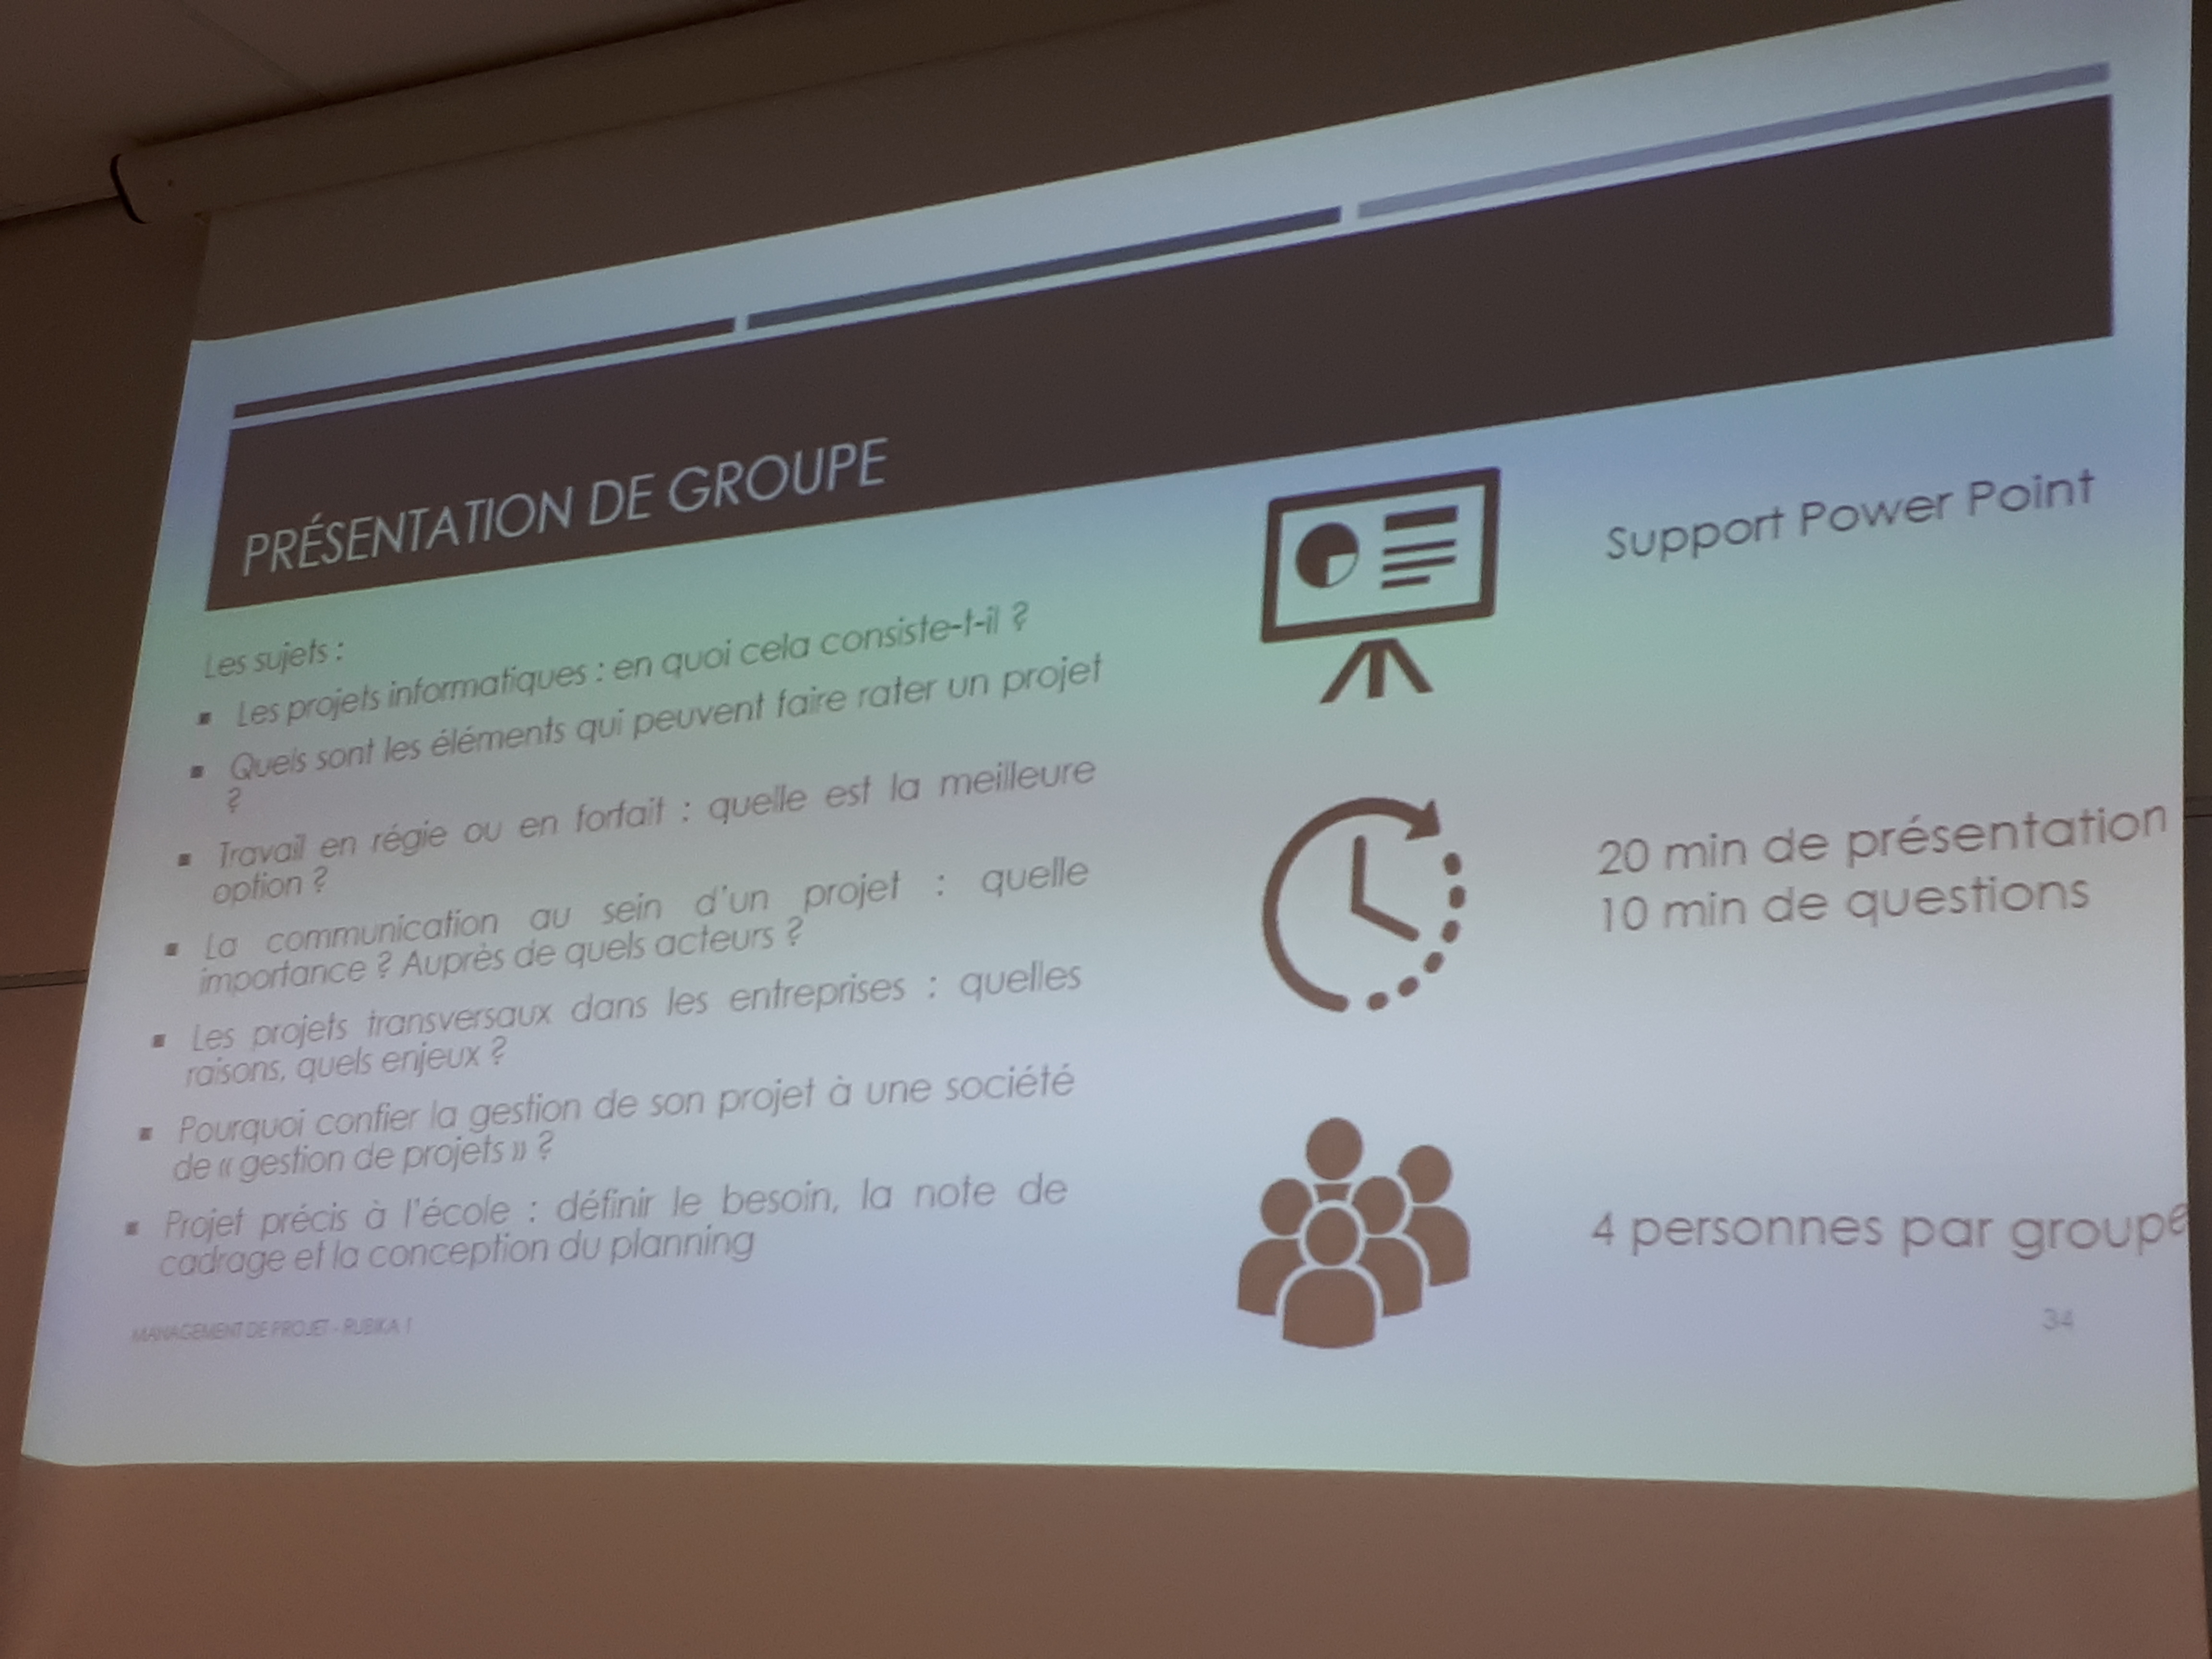 PRÉSENTATION DE GROUPE
Les sujets :
▪ Les projets informatiques : en quoi cela consiste-t-il ?
▪ Quels sont les éléments qui peuvent faire rater un projet
?
▪ Travail en régie ou en forfait : quelle est la meilleure
option ?
▪ La communication au sein d'un projet : quelle
importance ? Auprès de quels acteurs ?
▪ Les projets transversaux dans les entreprises : quelles
raisons, quels enjeux ?
▪ Pourquoi confier la gestion de son projet à une société
de « gestion de projets » ?
▪ Projet précis à l'école : définir le besoin, la note de
cadrage et la conception du planning
Support Power Point
20 min de présentation
10 min de questions
4 personnes par groupe
MANAGEMENT DE PROJET - RUBIKA 1
34